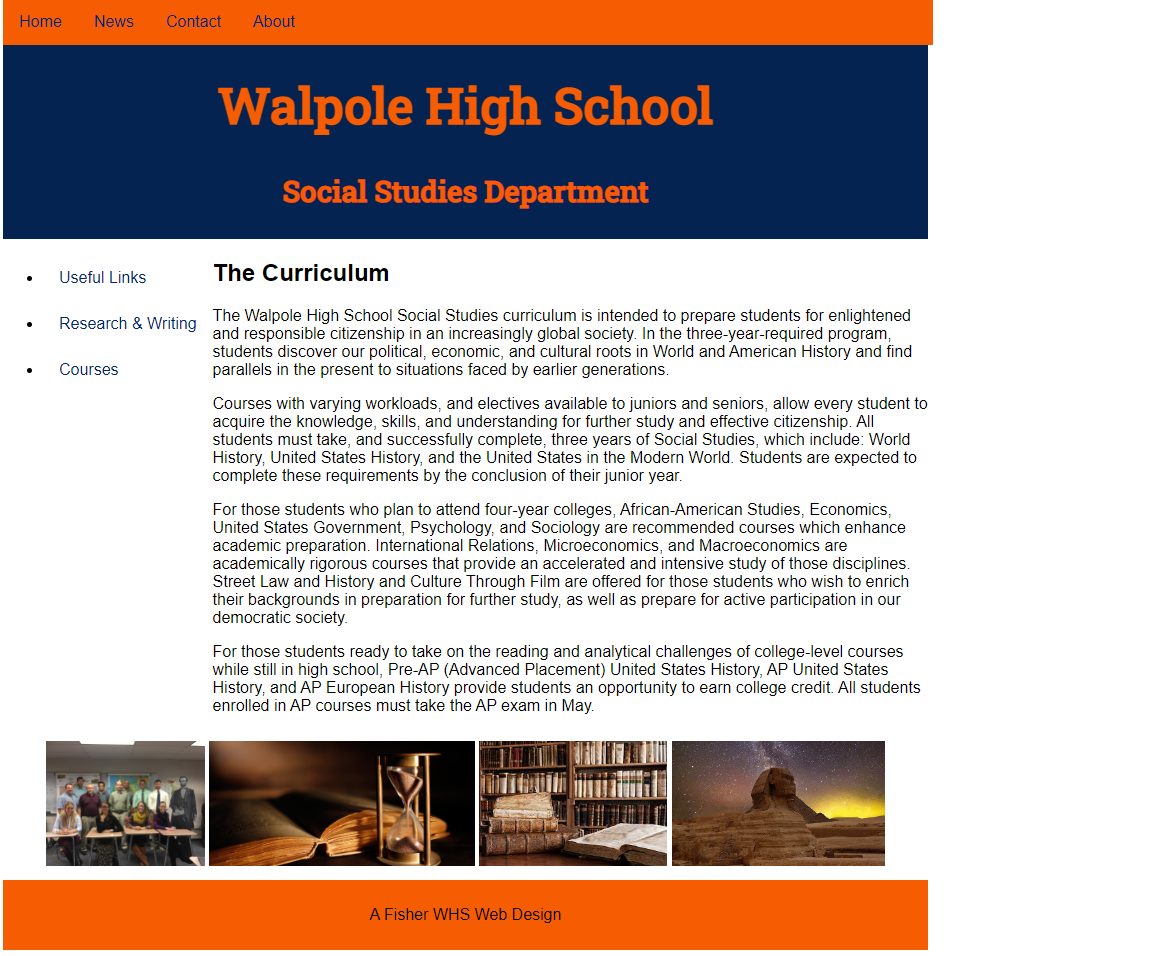 Home News Contact About
Walpole High School
Social Studies Department
Useful Links
Research & Writing
Courses
The Curriculum
The Walpole High School Social Studies curriculum is intended to prepare students for enlightened
and responsible citizenship in an increasingly global society. In the three-year-required program,
students discover our political, economic, and cultural roots in World and American History and find
parallels in the present to situations faced by earlier generations.
Courses with varying workloads, and electives available to juniors and seniors, allow every student to
acquire the knowledge, skills, and understanding for further study and effective citizenship. All
students must take, and successfully complete, three years of Social Studies, which include: World
History, United States History, and the United States in the Modern World. Students are expected to
complete these requirements by the conclusion of their junior year.
For those students who plan to attend four-year colleges, African-American Studies, Economics,
United States Government, Psychology, and Sociology are recommended courses which enhance
academic preparation. International Relations, Microeconomics, and Macroeconomics are
academically rigorous courses that provide an accelerated and intensive study of those disciplines.
Street Law and History and Culture Through Film are offered for those students who wish to enrich
their backgrounds in preparation for further study, as well as prepare for active participation in our
democratic society.
For those students ready to take on the reading and analytical challenges of college-level courses
while still in high school, Pre-AP (Advanced Placement) United States History, AP United States
History, and AP European History provide students an opportunity to earn college credit. All students
enrolled in AP courses must take the AP exam in May.
A Fisher WHS Web Design